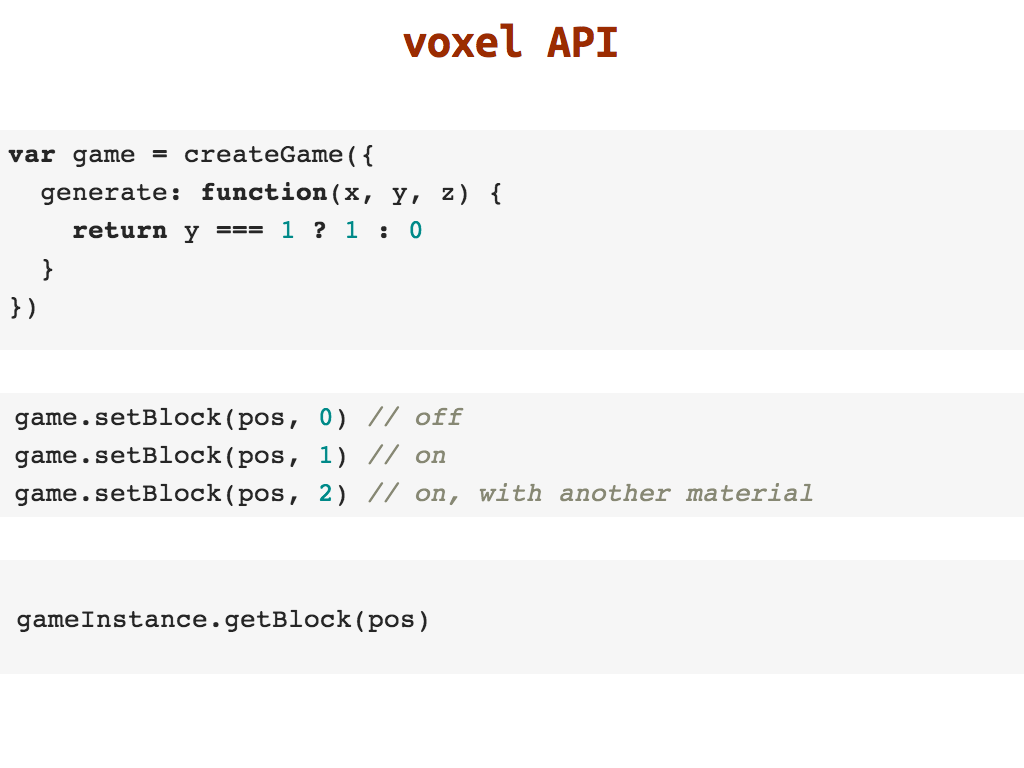 voxel API
var game = createGame({
  generate: function(x, y, z) {
    return y === 1 ? 1 : 0
  }
})
game.setBlock(pos, 0) // off
game.setBlock(pos, 1) // on
game.setBlock(pos, 2) // on, with another material
gameInstance.getBlock(pos)